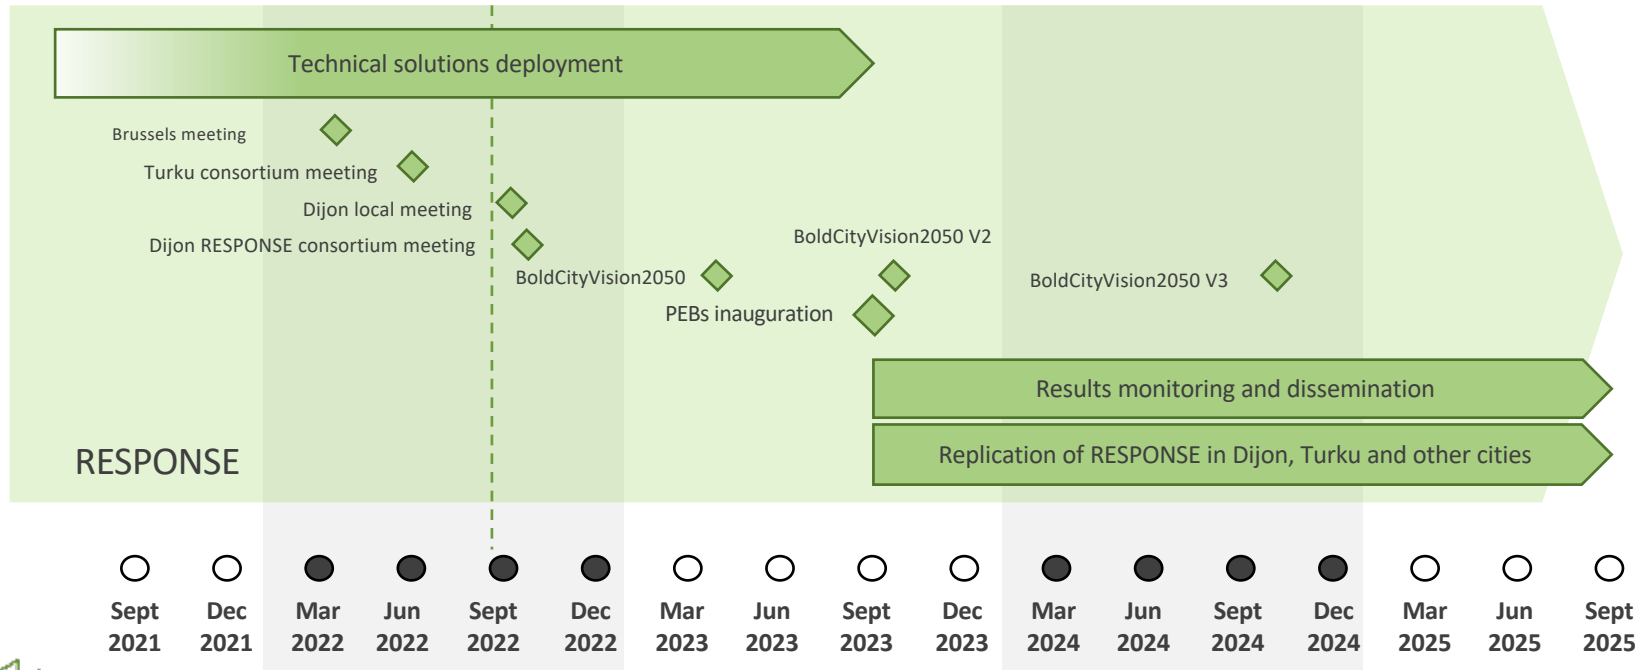 Technical solutions deployment
Brussels meeting
Turku consortium meeting
Dijon local meeting
Dijon RESPONSE consortium meeting
BoldCityVision2050 V2
BoldCityVision2050
BoldCityVision2050 V3
PEBs inauguration
Results monitoring and dissemination
Replication of RESPONSE in Dijon, Turku and other cities
RESPONSE
Sept 2021
Dec 2021
Mar 2022
Jun 2022
Sept 2022
Dec 2022
Mar 2023
Jun 2023
Sept 2023
Dec 2023
Mar 2024
Jun 2024
Sept 2024
Dec 2024
Mar 2025
Jun 2025
Sept 2025